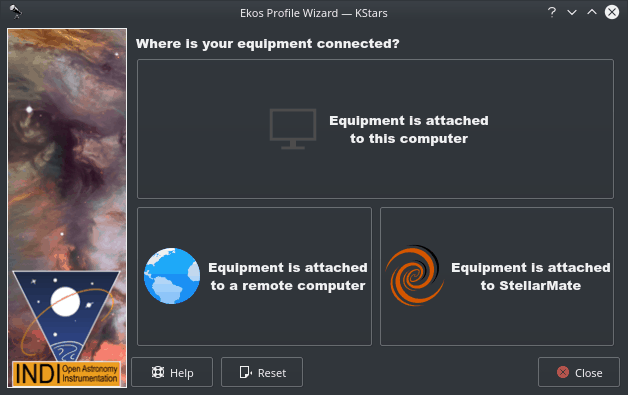 Ekos Profile Wizard — KStars
Where is your equipment connected?
Equipment is attached
to this computer
Equipment is attached
to a remote computer
Equipment is attached
to StellarMate
INDI Open Astronomy
Instrumentation
Help
Reset
Close